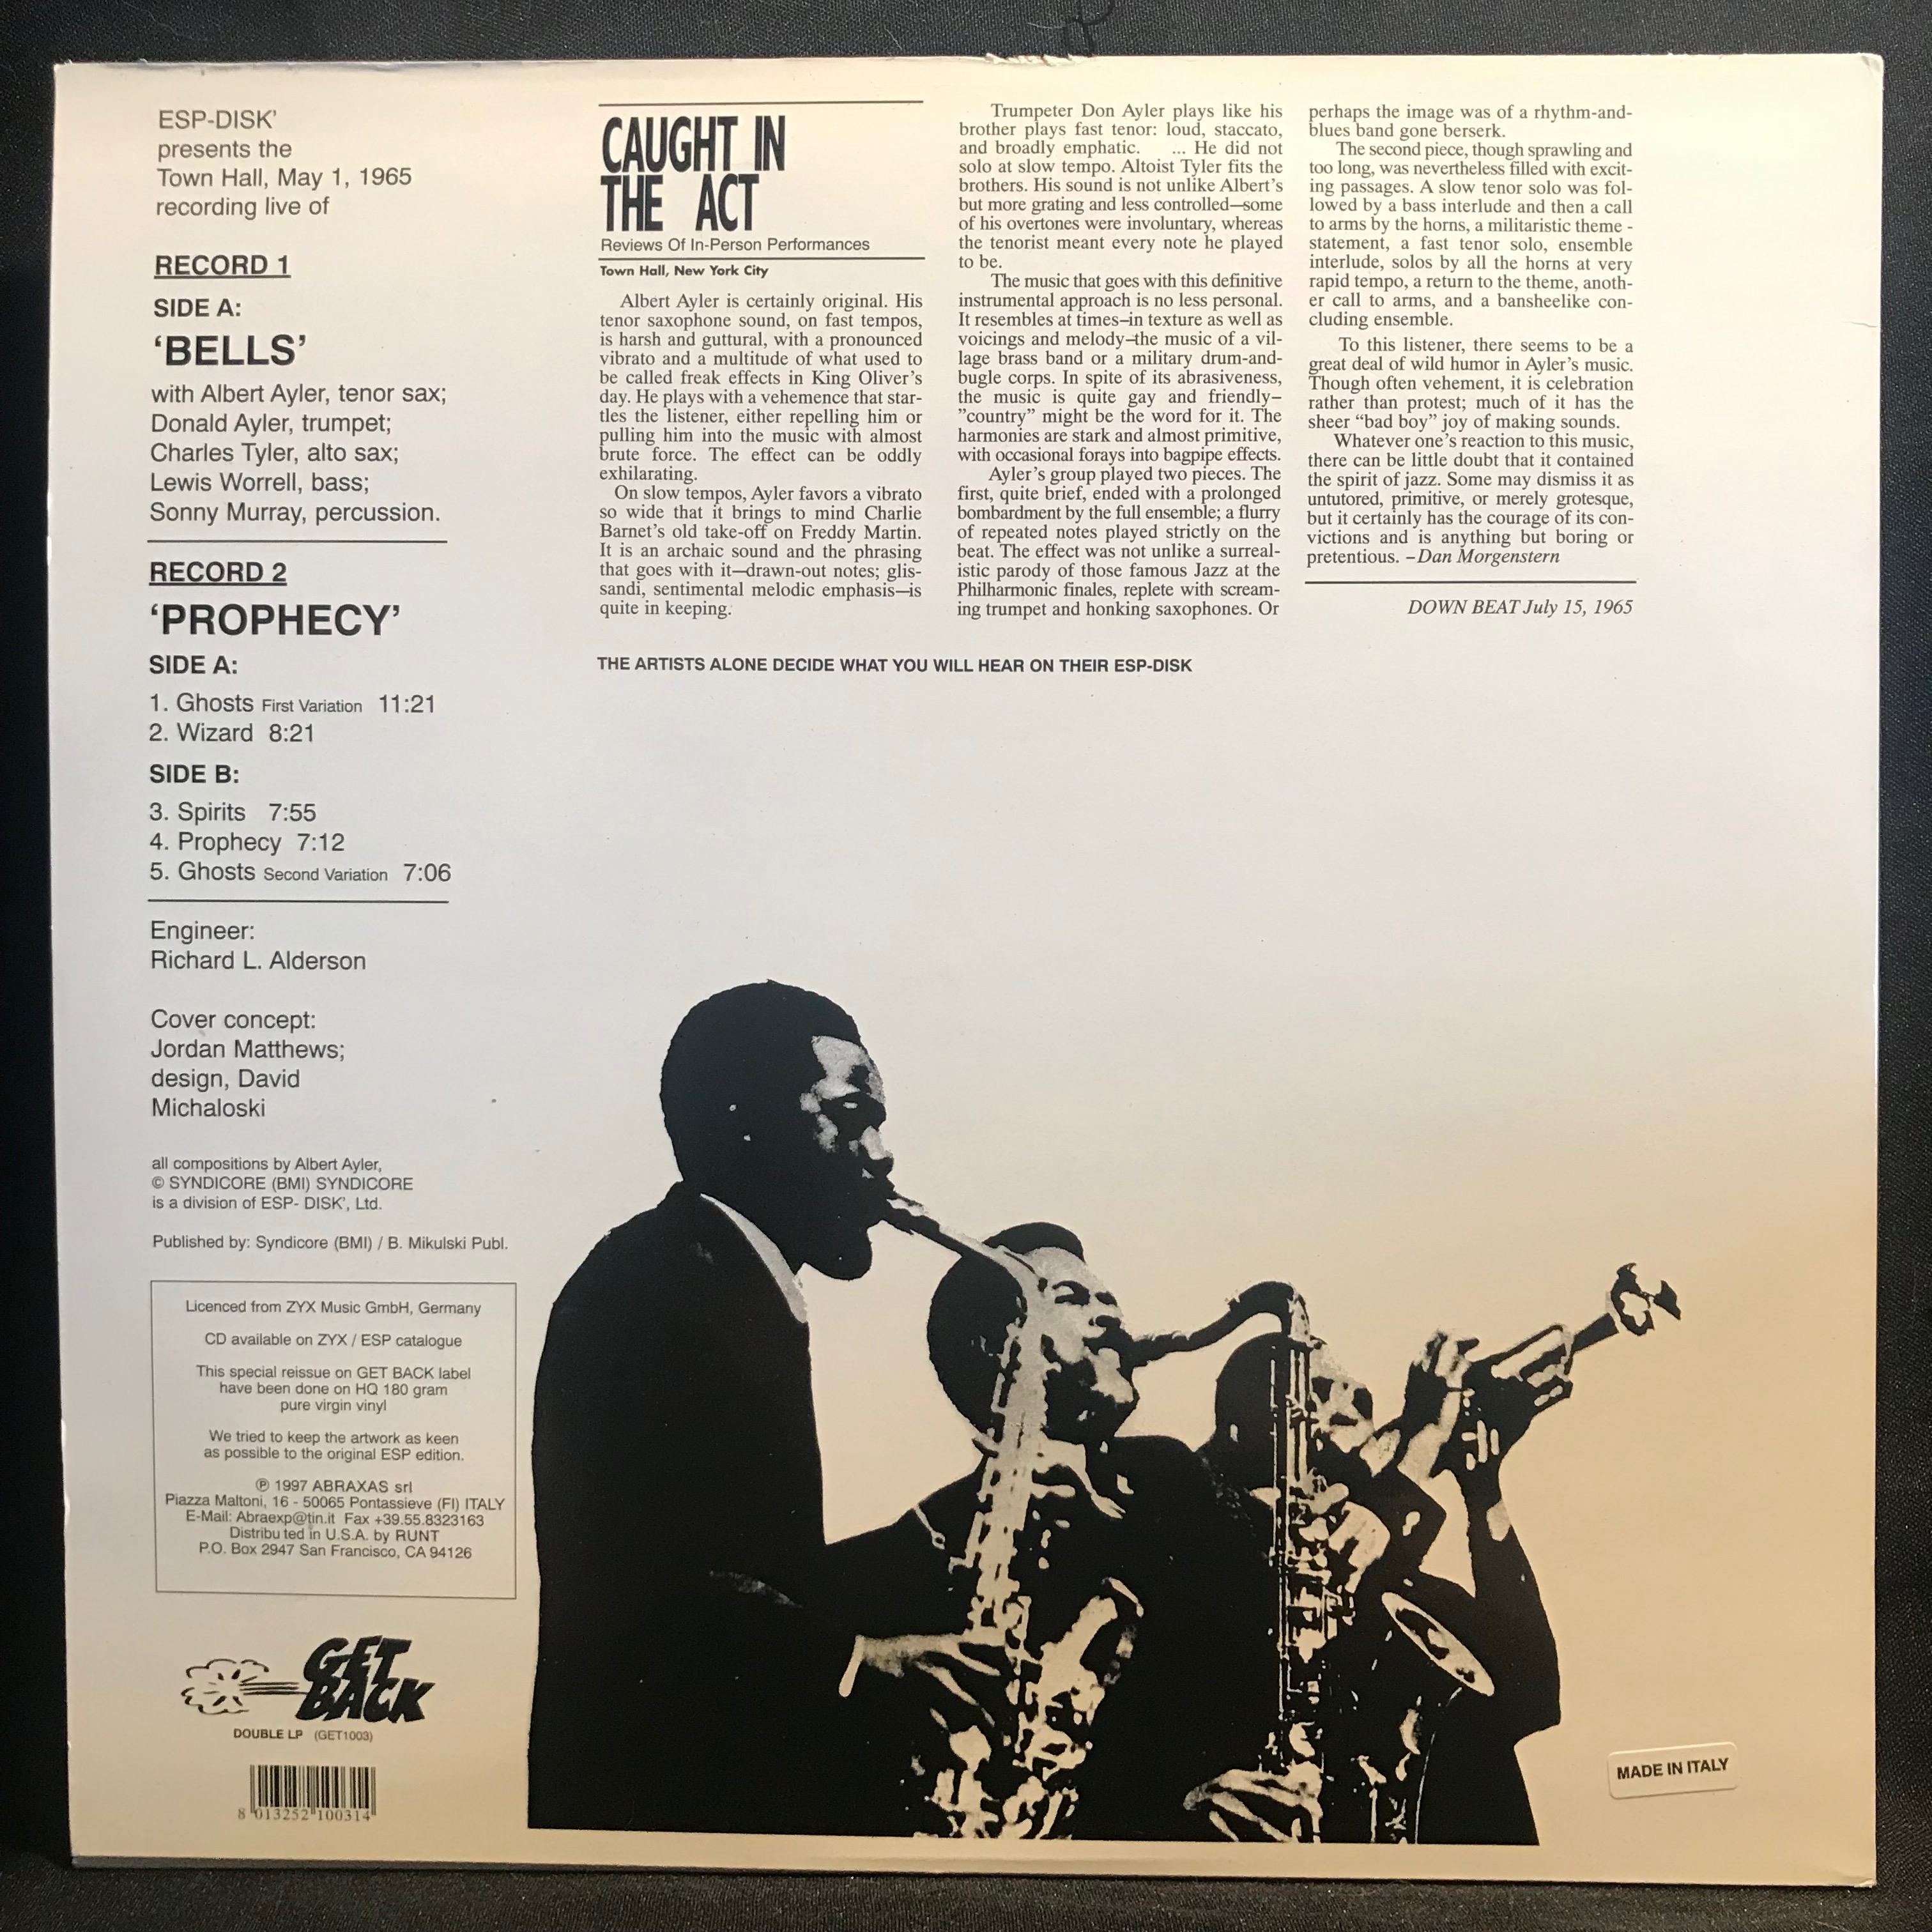 ESP-DISK'
presents the
Town Hall, May 1, 1965
recording live of
RECORD 1
SIDE A:
‘BELLS’
with Albert Ayler, tenor sax;
Donald Ayler, trumpet;
Charles Tyler, alto sax;
Lewis Worrell, bass;
Sonny Murray, percussion.
RECORD 2
‘PROPHECY’
SIDE A:
1. Ghosts First Variation 11:21
2. Wizard 8:21
SIDE B:
3. Spirits 7:55
4. Prophecy 7:12
5. Ghosts Second Variation 7:06
Engineer:
Richard L. Alderson
Cover concept:
Jordan Matthews;
design, David
Michaloski
all compositions by Albert Ayler,
© SYNDICORE (BMI) SYNDICORE
is a division of ESP- DISK', Ltd.
Published by: Syndicore (BMI) / B. Mikulski Publ.
Licenced from ZYX Music GmbH, Germany
CD available on ZYX / ESP catalogue
This special reissue on GET BACK label
have been done on HQ 180 gram
pure virgin vinyl
We tried to keep the artwork as keen
as possible to the original ESP edition.
℗ 1997 ABRAXAS srl
Piazza Maltoni, 16 - 50065 Pontassieve (FI) ITALY
E-Mail: Abraexp@tin.it Fax +39.55.8323163
Distribu ted in U.S.A. by RUNT
P.O. Box 2947 San Francisco, CA 94126
GET
BACK
DOUBLE LP (GET1003)
8 013252 100314
CAUGHT IN
THE ACT
Reviews Of In-Person Performances
Town Hall, New York City
Albert Ayler is certainly original. His
tenor saxophone sound, on fast tempos,
is harsh and guttural, with a pronounced
vibrato and a multitude of what used to
be called freak effects in King Oliver's
day. He plays with a vehemence that star-
tles the listener, either repelling him or
pulling him into the music with almost
brute force. The effect can be oddly
exhilarating.
On slow tempos, Ayler favors a vibrato
so wide that it brings to mind Charlie
Barnet's old take-off on Freddy Martin.
It is an archaic sound and the phrasing
that goes with it—drawn-out notes; glis-
sandi, sentimental melodic emphasis—is
quite in keeping.
Trumpeter Don Ayler plays like his
brother plays fast tenor: loud, staccato,
and broadly emphatic. ... He did not
solo at slow tempo. Altoist Tyler fits the
brothers. His sound is not unlike Albert's
but more grating and less controlled—some
of his overtones were involuntary, whereas
the tenorist meant every note he played
to be.
The music that goes with this definitive
instrumental approach is no less personal.
It resembles at times–in texture as well as
voicings and melody–the music of a vil-
lage brass band or a military drum-and-
bugle corps. In spite of its abrasiveness,
the music is quite gay and friendly–
”country” might be the word for it. The
harmonies are stark and almost primitive,
with occasional forays into bagpipe effects.
Ayler's group played two pieces. The
first, quite brief, ended with a prolonged
bombardment by the full ensemble; a flurry
of repeated notes played strictly on the
beat. The effect was not unlike a surreal-
istic parody of those famous Jazz at the
Philharmonic finales, replete with scream-
ing trumpet and honking saxophones. Or
perhaps the image was of a rhythm-and-
blues band gone berserk.
The second piece, though sprawling and
too long, was nevertheless filled with excit-
ing passages. A slow tenor solo was fol-
lowed by a bass interlude and then a call
to arms by the horns, a militaristic theme -
statement, a fast tenor solo, ensemble
interlude, solos by all the horns at very
rapid tempo, a return to the theme, anoth-
er call to arms, and a bansheelike con-
cluding ensemble.
To this listener, there seems to be a
great deal of wild humor in Ayler's music.
Though often vehement, it is celebration
rather than protest; much of it has the
sheer “bad boy” joy of making sounds.
Whatever one's reaction to this music,
there can be little doubt that it contained
the spirit of jazz. Some may dismiss it as
untutored, primitive, or merely grotesque,
but it certainly has the courage of its con-
victions and is anything but boring or
pretentious. –Dan Morgenstern
DOWN BEAT July 15, 1965
THE ARTISTS ALONE DECIDE WHAT YOU WILL HEAR ON THEIR ESP-DISK
MADE IN ITALY